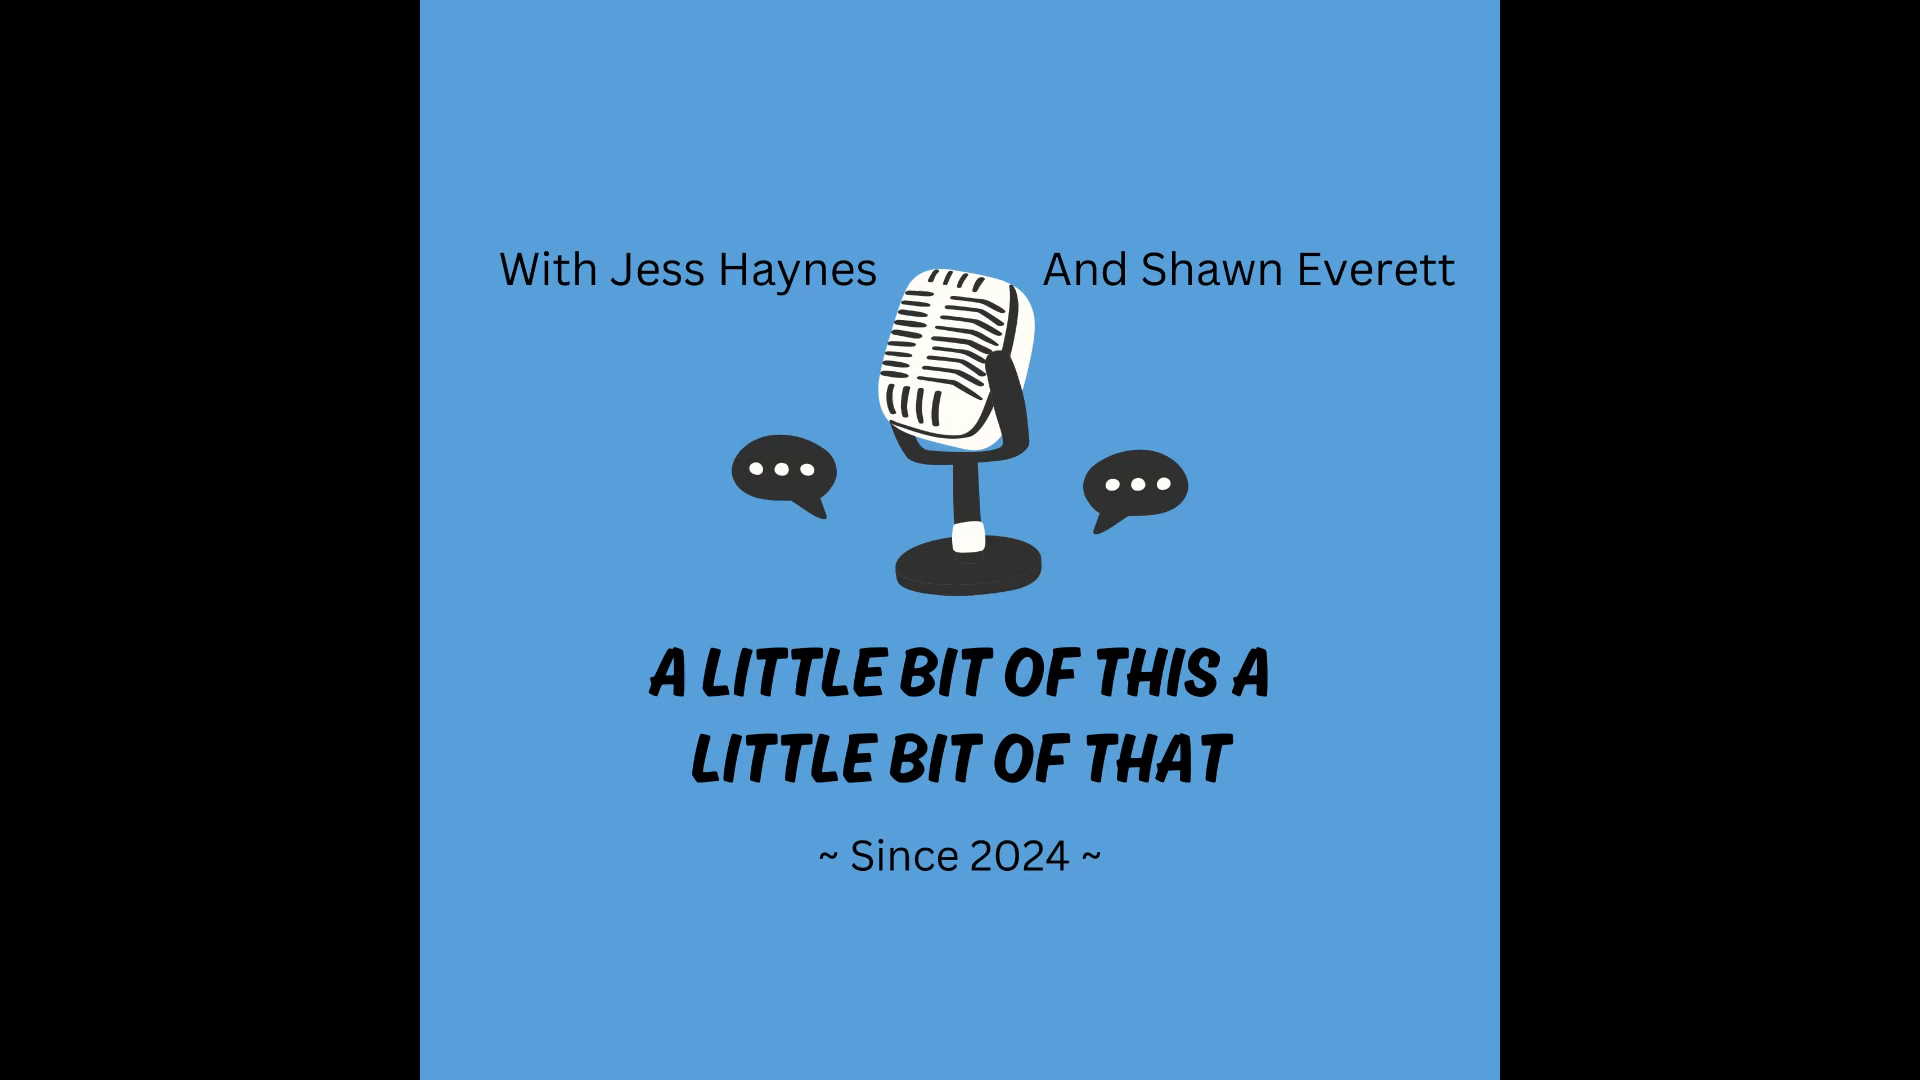 With Jess Haynes
And Shawn Everett
A LITTLE BIT OF THIS A
LITTLE BIT OF THAT
~ Since 2024 ~